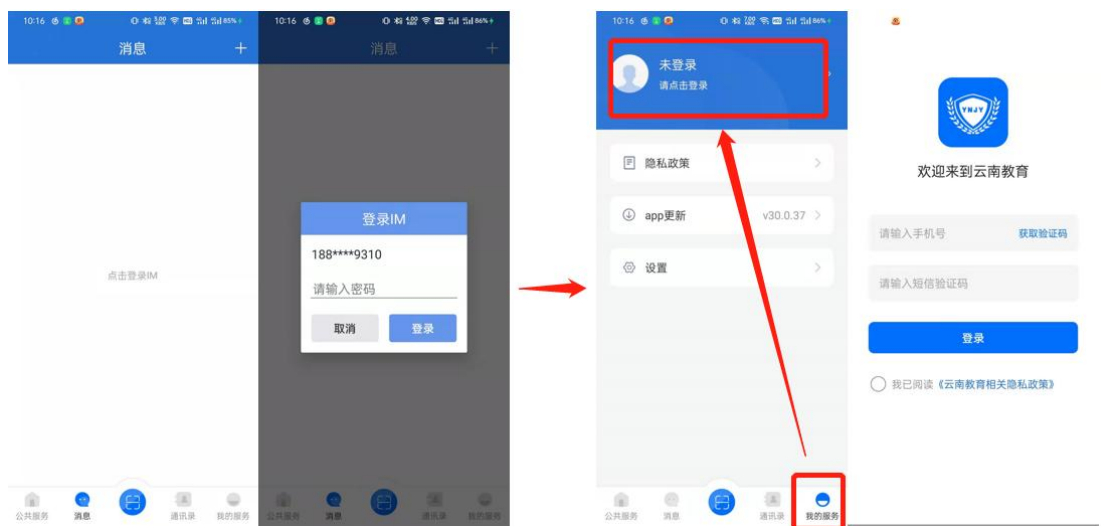 10:16
85%
消息
+
点击登录IM
公共服务
消息
通讯录
我的服务
10:16
86%
消息
+
登录IM
188****9310
请输入密码
取消 登录
公共服务
消息
通讯录
我的服务
10:16
86%
未登录
请点击登录
隐私政策
app更新 v30.0.37
设置
公共服务
消息
通讯录
我的服务
YNJY
欢迎来到云南教育
请输入手机号 获取验证码
请输入短信验证码
登录
我已阅读《云南教育相关隐私政策》